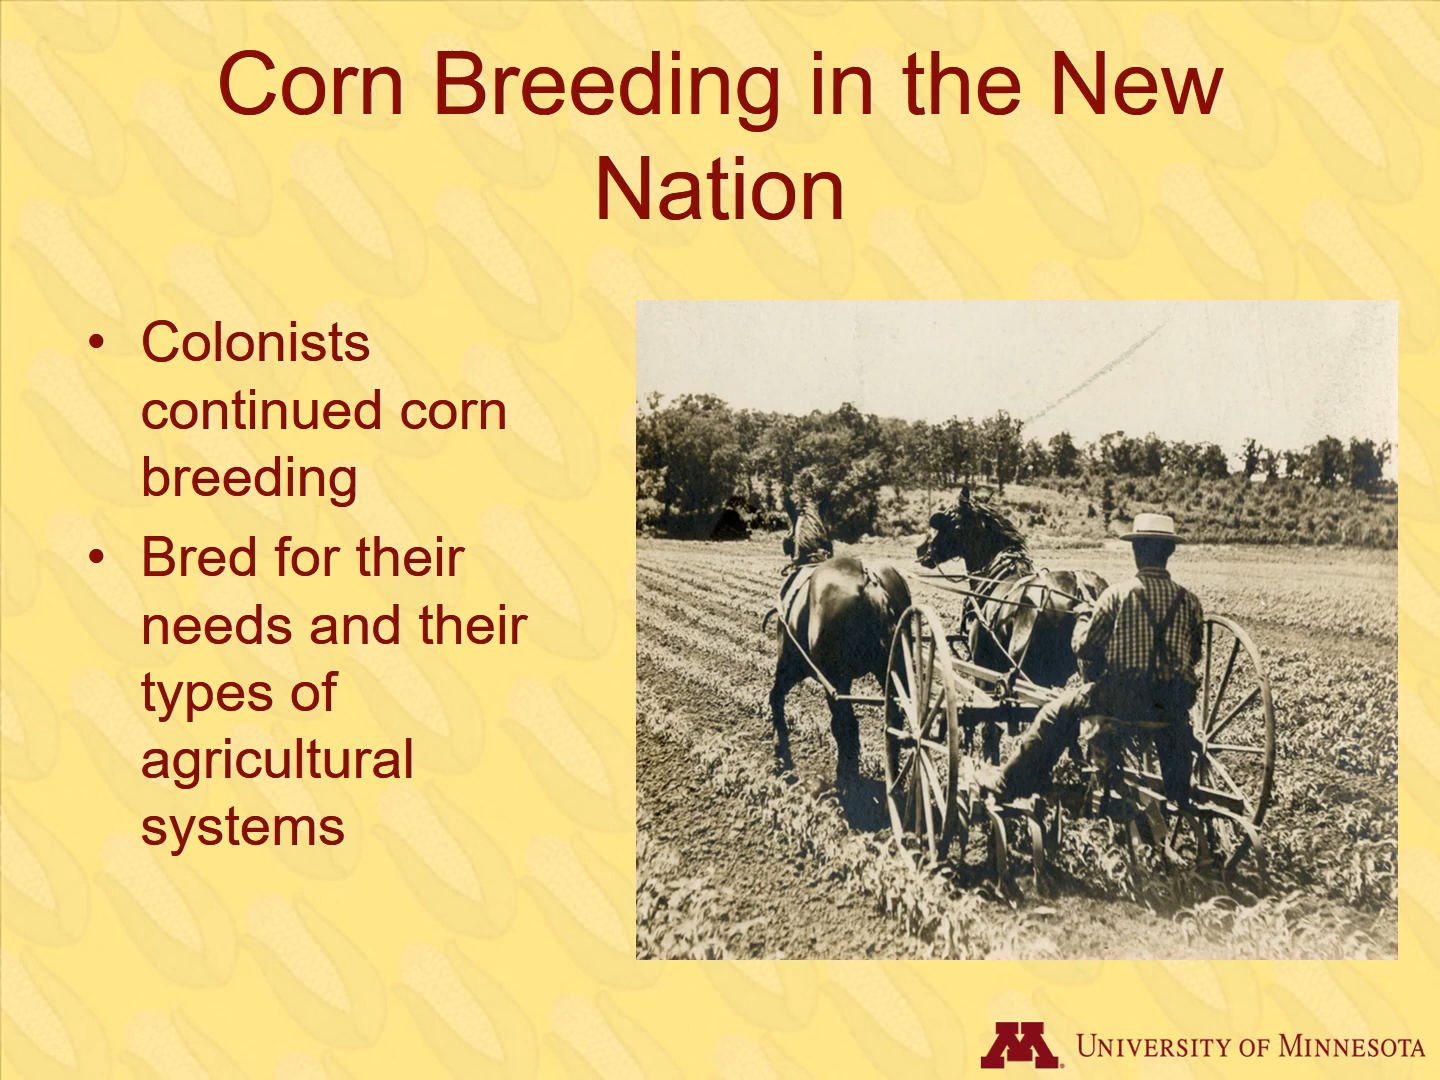 Corn Breeding in the New
Nation
• Colonists
continued corn
breeding
• Bred for their
needs and their
types of
agricultural
systems
M
UNIVERSITY OF MINNESOTA